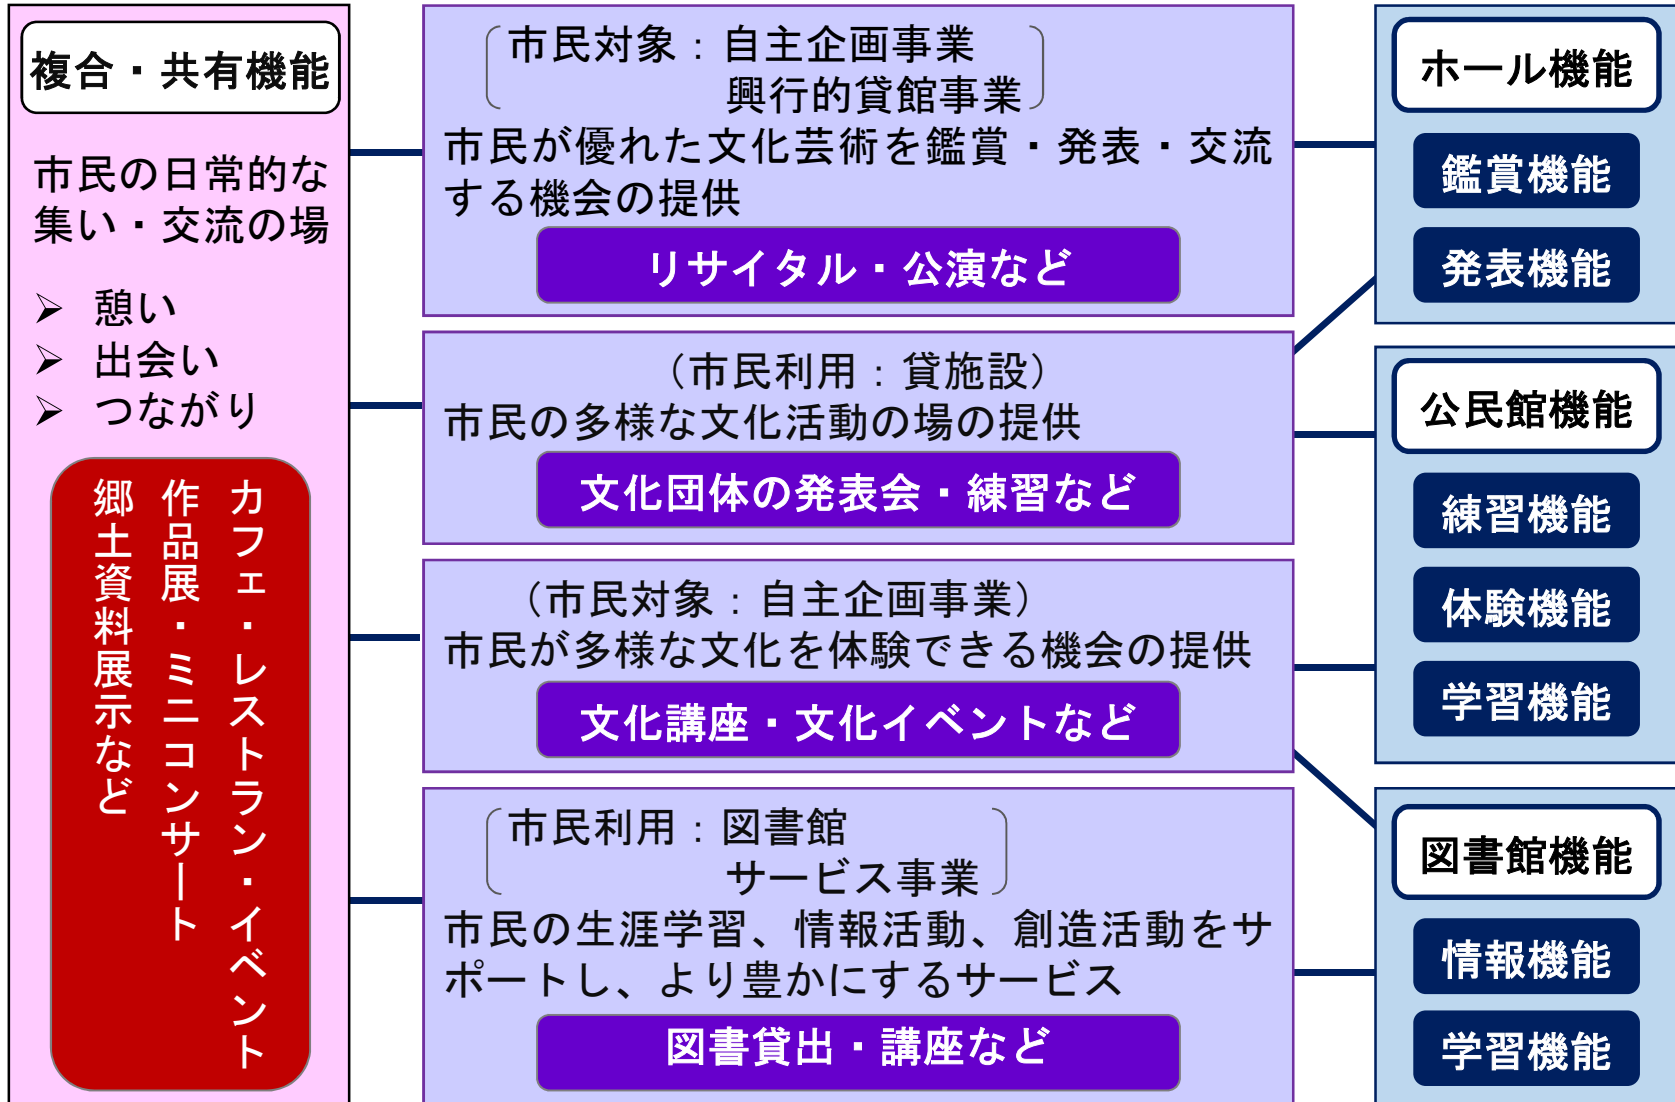 複合・共有機能
市民の日常的な
集い・交流の場
➢ 憩い
➢ 出会い
➢ つながり
カフェ・レストラン・イベント
作品展・ミニコンサート
郷土資料展示など
市民対象：自主企画事業
興行的貸館事業
市民が優れた文化芸術を鑑賞・発表・交流
する機会の提供
リサイタル・公演など
（市民利用：貸施設）
市民の多様な文化活動の場の提供
文化団体の発表会・練習など
（市民対象：自主企画事業）
市民が多様な文化を体験できる機会の提供
文化講座・文化イベントなど
市民利用：図書館
サービス事業
市民の生涯学習、情報活動、創造活動をサ
ポートし、より豊かにするサービス
図書貸出・講座など
ホール機能
鑑賞機能
発表機能
公民館機能
練習機能
体験機能
学習機能
図書館機能
情報機能
学習機能